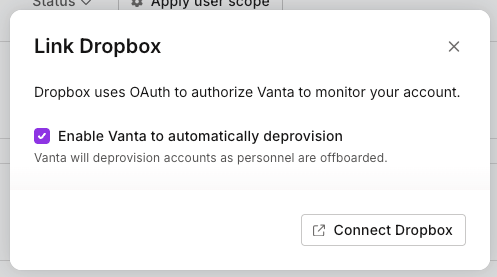 Status
Apply user scope
Link Dropbox
Dropbox uses OAuth to authorize Vanta to monitor your account.
Enable Vanta to automatically deprovision
Vanta will deprovision accounts as personnel are offboarded.
Connect Dropbox